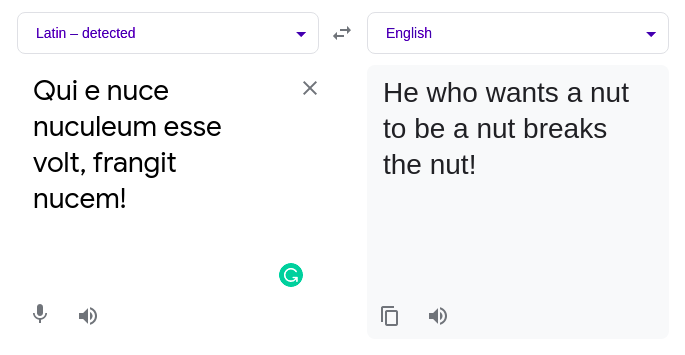 Latin – detected
English
Qui e nuce
nuculeum esse
volt, frangit
nucem!
He who wants a nut
to be a nut breaks
the nut!